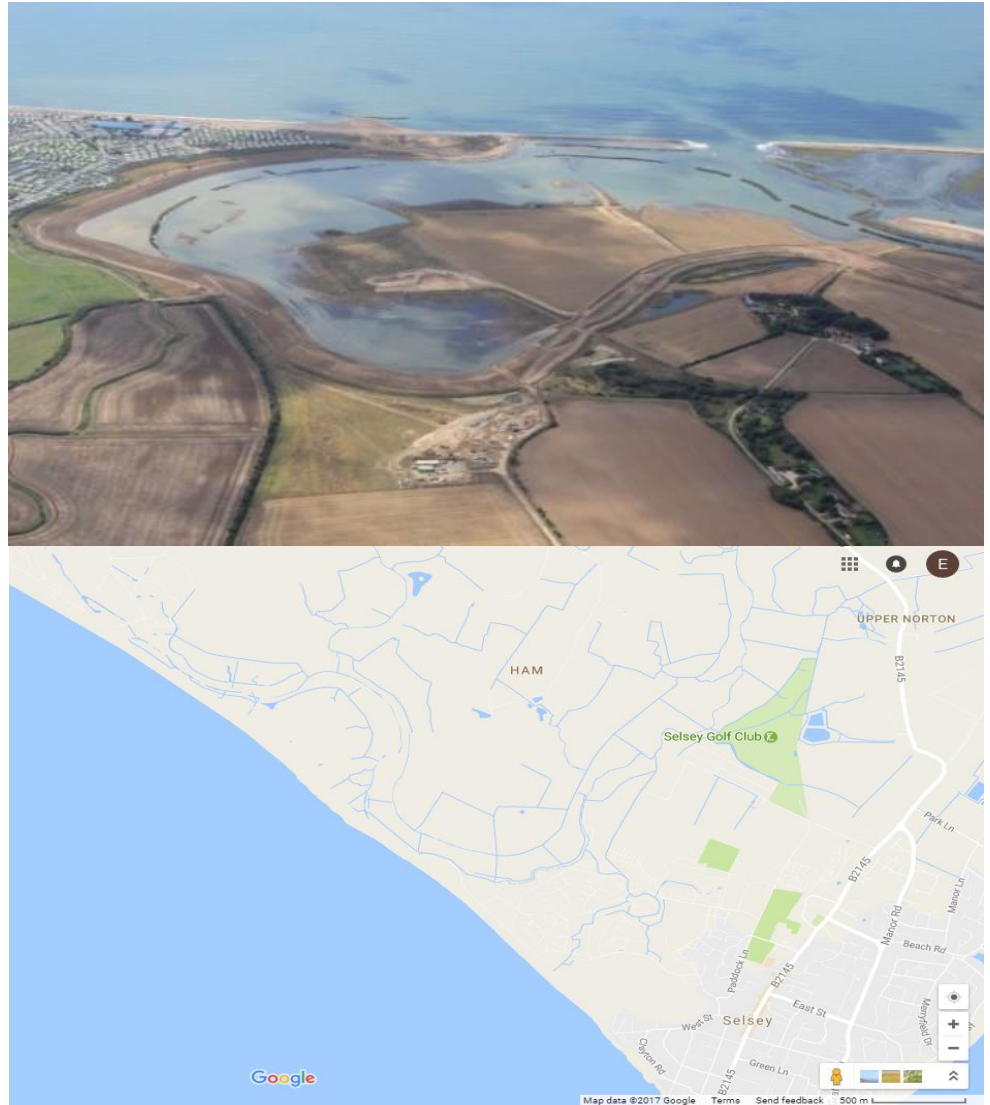 E
UPPER NORTON
B2145
HAM
Selsey Golf Club
Park Ln
B2145
Manor Ln
Manor Rd
Beach Rd
Paddock Ln
B2145
East St
Merryfield Dr
West St
Selsey
Clayton Rd
Green Ln
B2145
Google
Map data ©2017 Google Terms Send feedback 500 m